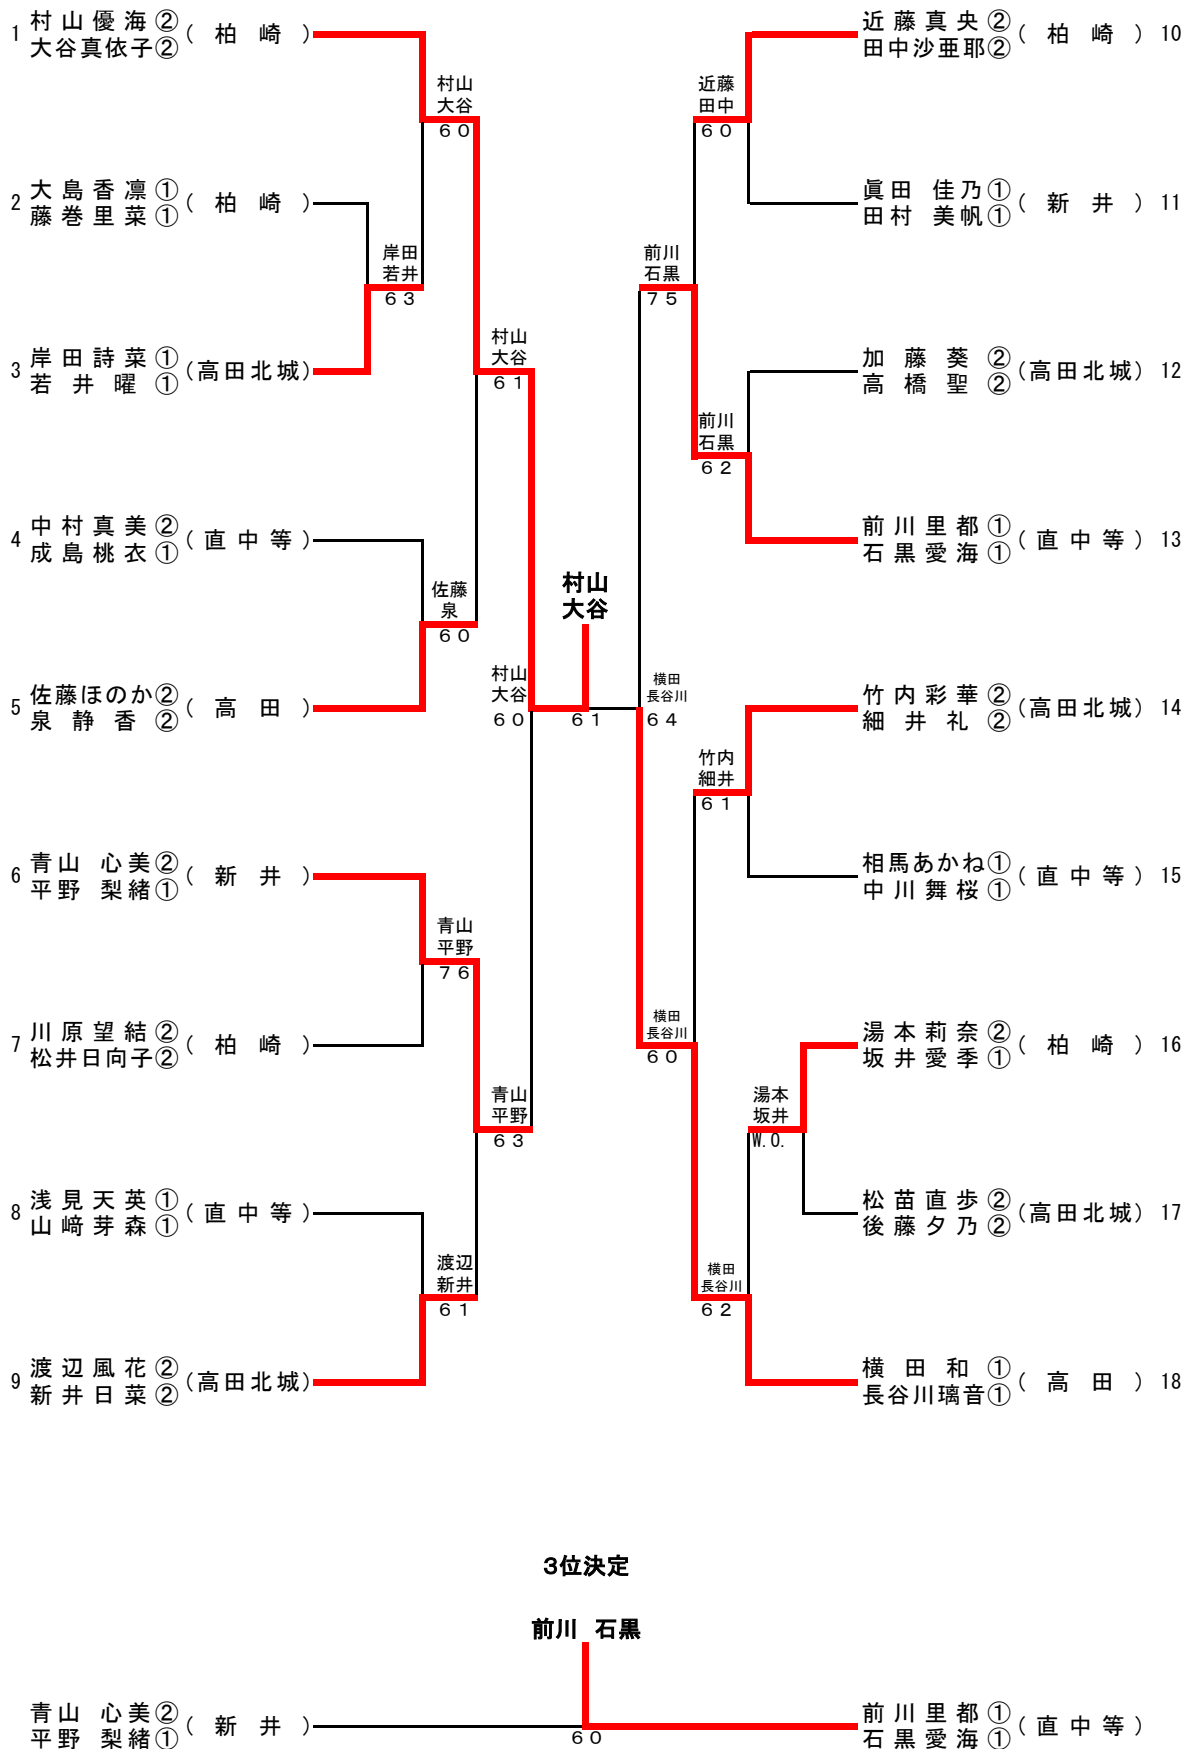 1 村山優海② (柏崎)
大谷真依子②
村山
大谷
60
2 大島香凛① (柏崎)
藤巻里菜①
岸田
若井
63
3 岸田詩菜① (高田北城)
若井曜①
村山
大谷
61
4 中村真美② (直中等)
成島桃衣①
佐藤
泉
60
5 佐藤ほのか② (高田)
泉静香②
村山
大谷
60
6 青山 心美② (新井)
平野 梨緒①
青山
平野
76
7 川原望結② (柏崎)
松井日向子②
青山
平野
63
8 浅見天英① (直中等)
山﨑芽森①
渡辺
新井
61
9 渡辺風花② (高田北城)
新井日菜②
村山
大谷
61
近藤真央② (柏崎) 10
田中沙亜耶②
近藤
田中
60
眞田 佳乃① (新井) 11
田村 美帆①
前川
石黒
75
加藤葵② (高田北城) 12
高橋聖②
前川
石黒
62
前川里都① (直中等) 13
石黒愛海①
横田
長谷川
64
竹内彩華② (高田北城) 14
細井礼②
竹内
細井
61
相馬あかね① (直中等) 15
中川舞桜①
横田
長谷川
60
湯本莉奈② (柏崎) 16
坂井愛季①
湯本
坂井
W.O.
松苗直歩② (高田北城) 17
後藤夕乃②
横田
長谷川
62
横田和① (高田) 18
長谷川璃音①
3位決定
前川 石黒
青山 心美② (新井)
平野 梨緒①
60
前川里都① (直中等)
石黒愛海①